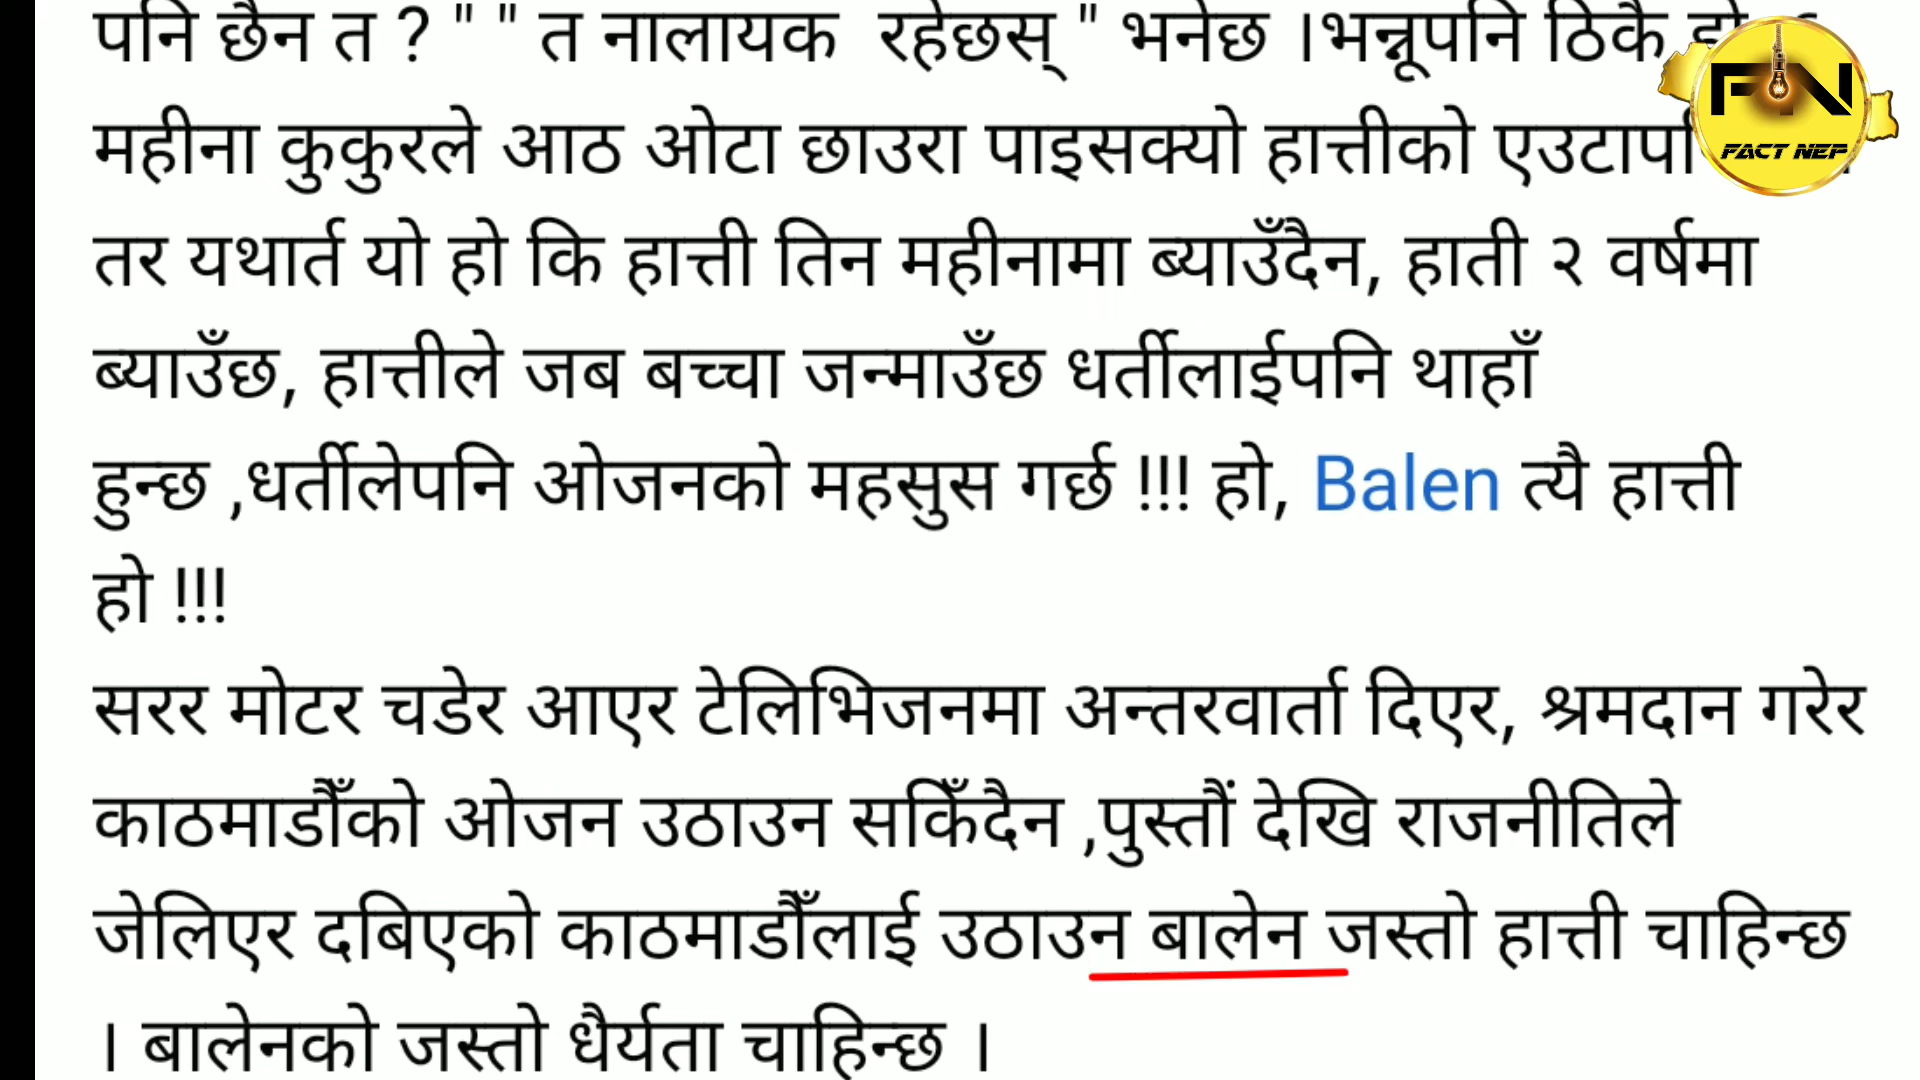 पनि छैन त ? " " त नालायक रहेछस् " भनेछ ।भन्नूपनि ठिकै
महीना कुकुरले आठ ओटा छाउरा पाइसक्यो हात्तीको
तर यथार्त यो हो कि हात्ती तिन महीनामा ब्याउँदैन, हाती २ वर्षमा
ब्याउँछ, हात्तीले जब बच्चा जन्माउँछ धर्तीलाईपनि थाहाँ
हुन्छ ,धर्तीलेपनि ओजनको महसुस गर्छ !!! हो, Balen त्यै हात्ती
हो !!!
सरर मोटर चडेर आएर टेलिभिजनमा अन्तरवार्ता दिएर, श्रमदान गरेर
काठमाडौँको ओजन उठाउन सकिँदैन ,पुस्तौं देखि राजनीतिले
जेलिएर दबिएको काठमाडौँलाई उठाउन बालेन जस्तो हात्ती चाहिन्छ
। बालेनको जस्तो धैर्यता चाहिन्छ ।
FN
FACT NEP